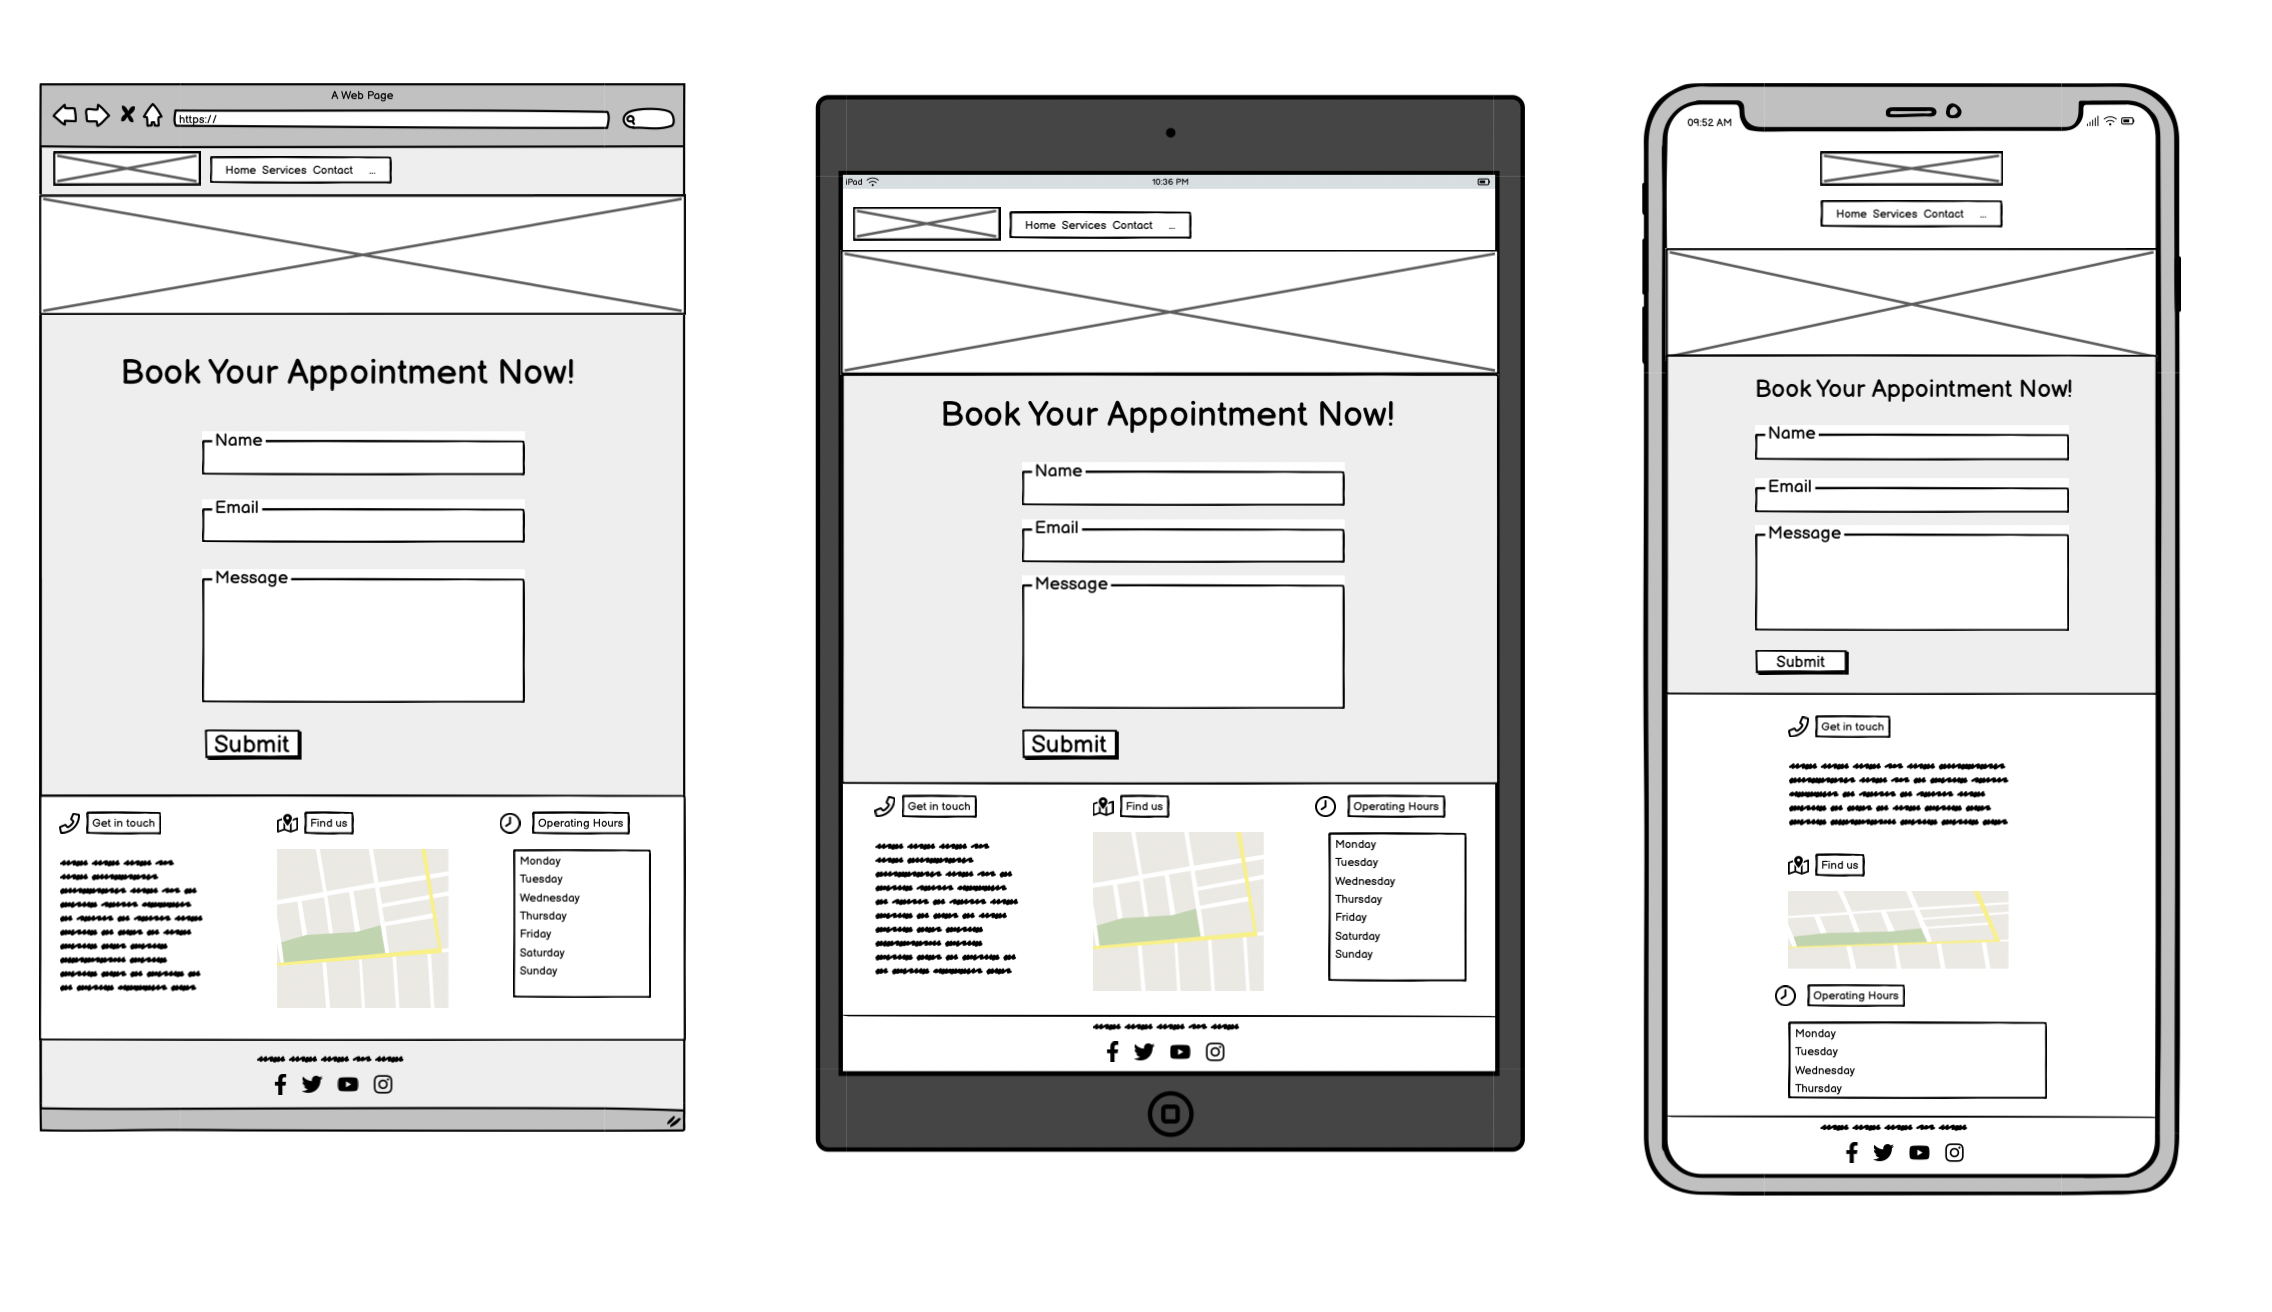 A Web Page
https://
Home Services Contact ...
Book Your Appointment Now!
Name
Email
Message
Submit
Get in touch
Find us
Operating Hours
Monday
Tuesday
Wednesday
Thursday
Friday
Saturday
Sunday
iPad
10:36 PM
Home Services Contact ...
Book Your Appointment Now!
Name
Email
Message
Submit
Get in touch
Find us
Operating Hours
Monday
Tuesday
Wednesday
Thursday
Friday
Saturday
Sunday
09:52 AM
Home Services Contact ...
Book Your Appointment Now!
Name
Email
Message
Submit
Get in touch
Find us
Operating Hours
Monday
Tuesday
Wednesday
Thursday